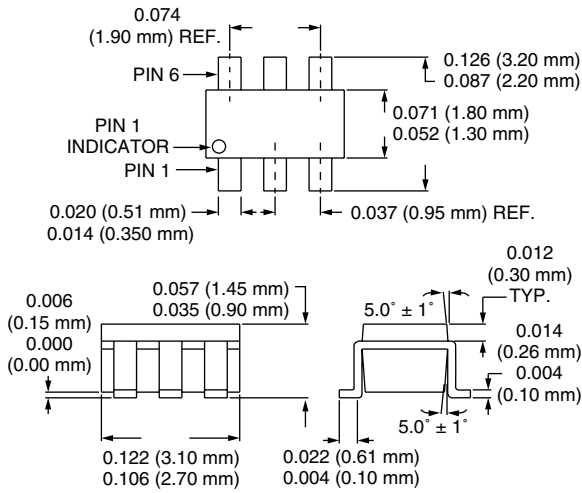 0.074
(1.90 mm) REF.
PIN 6
0.126 (3.20 mm)
0.087 (2.20 mm)
0.071 (1.80 mm)
0.052 (1.30 mm)
PIN 1
INDICATOR
PIN 1
0.020 (0.51 mm)
0.014 (0.350 mm)
0.037 (0.95 mm) REF.
0.012
(0.30 mm)
TYP.
0.057 (1.45 mm)
0.035 (0.90 mm)
5.0° ± 1°
0.006
(0.15 mm)
0.000
(0.00 mm)
0.014
(0.26 mm)
0.004
(0.10 mm)
5.0° ± 1°
0.122 (3.10 mm)
0.106 (2.70 mm)
0.022 (0.61 mm)
0.004 (0.10 mm)